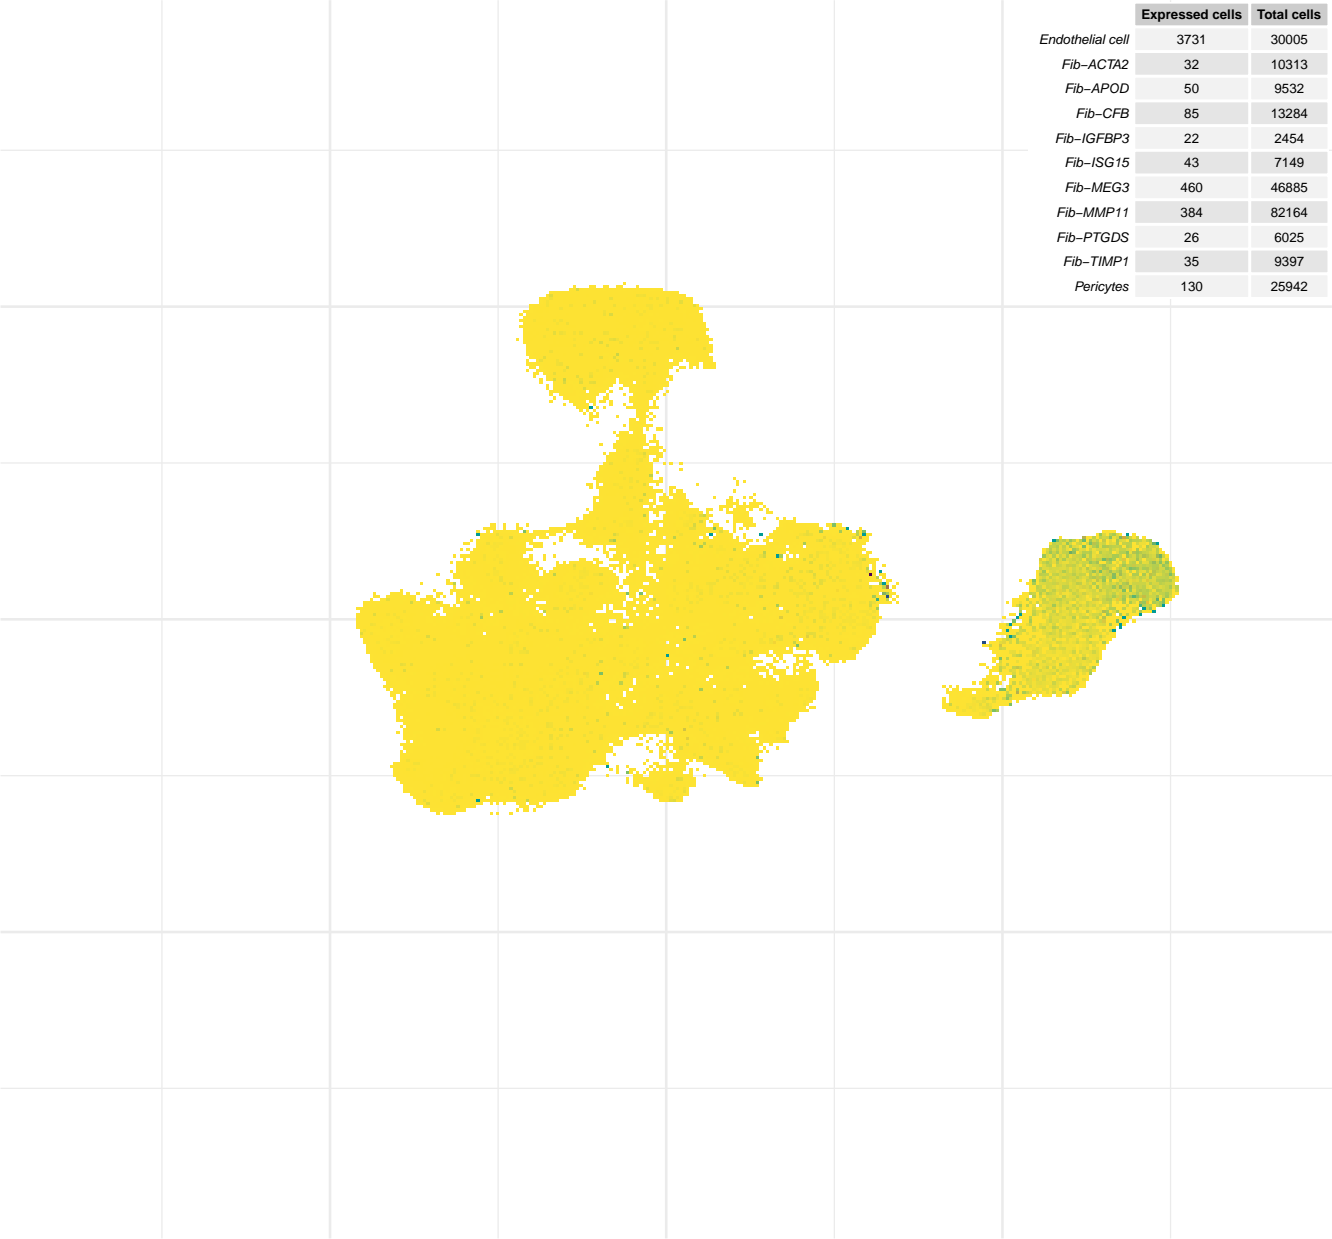 Expressed cells Total cells
Endothelial cell 3731 30005
Fib−ACTA2 32 10313
Fib−APOD 50 9532
Fib−CFB 85 13284
Fib−IGFBP3 22 2454
Fib−ISG15 43 7149
Fib−MEG3 460 46885
Fib−MMP11 384 82164
Fib−PTGDS 26 6025
Fib−TIMP1 35 9397
Pericytes 130 25942